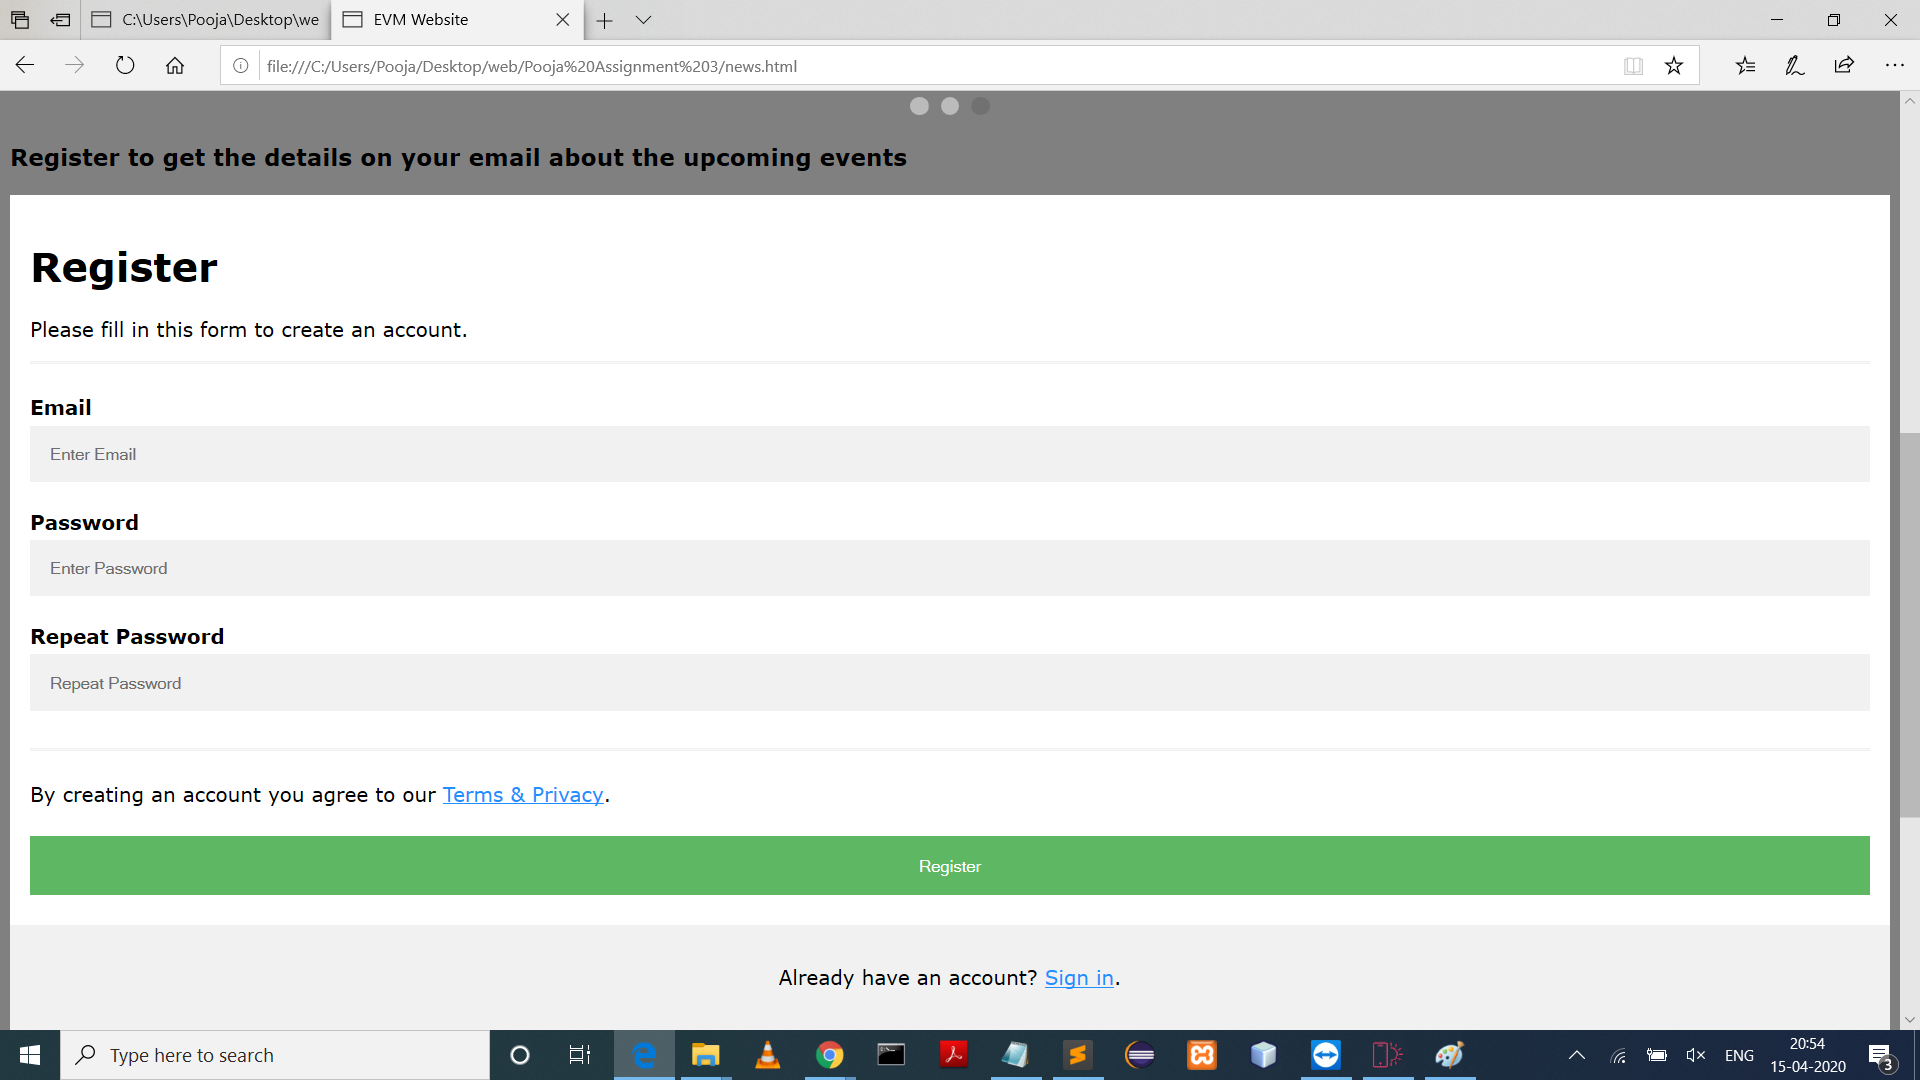 C:\Users\Pooja\Desktop\we
EVM Website
file:///C:/Users/Pooja/Desktop/web/Pooja%20Assignment%203/news.html
Register to get the details on your email about the upcoming events
Register
Please fill in this form to create an account.
Email
Enter Email
Password
Enter Password
Repeat Password
Repeat Password
By creating an account you agree to our Terms & Privacy.
Register
Already have an account? Sign in.
Type here to search
ENG
20:54
15-04-2020
3